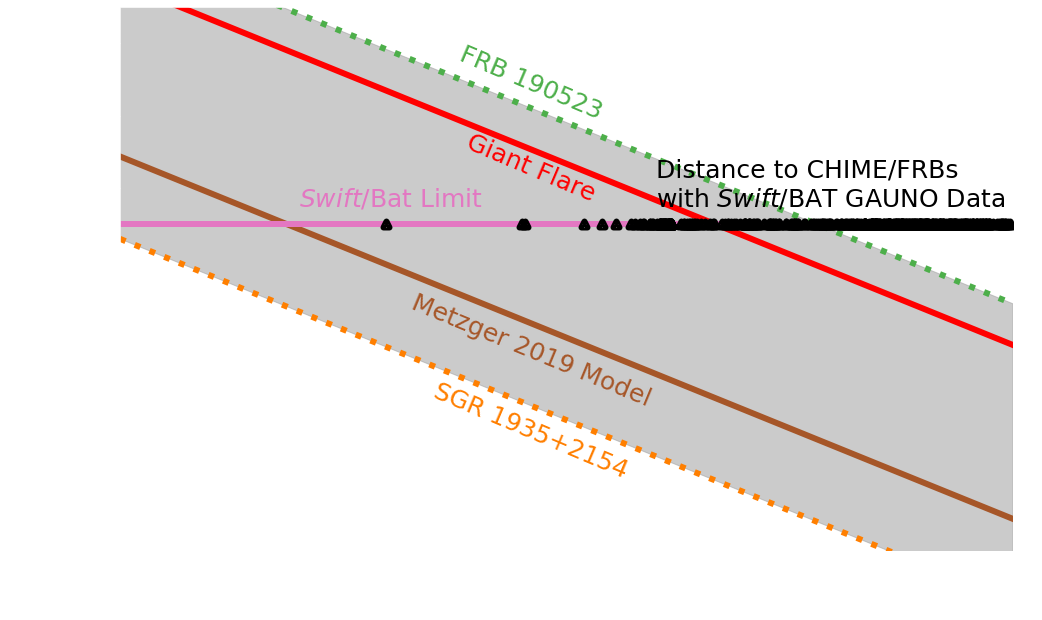 FRB 190523
Giant Flare
Distance to CHIME/FRBs
with Swift/BAT GAUNO Data
Swift/Bat Limit
Metzger 2019 Model
SGR 1935+2154